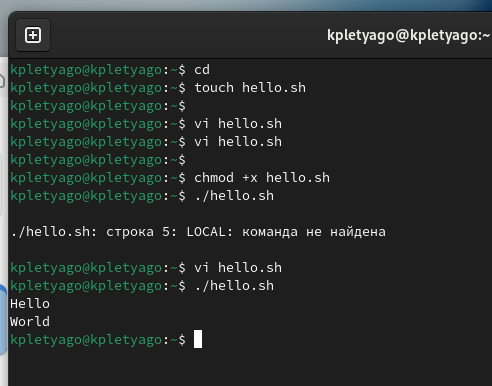 kpletyago@kpletyago:~
kpletyago@kpletyago:~$ cd
kpletyago@kpletyago:~$ touch hello.sh
kpletyago@kpletyago:~$
kpletyago@kpletyago:~$ vi hello.sh
kpletyago@kpletyago:~$ vi hello.sh
kpletyago@kpletyago:~$
kpletyago@kpletyago:~$ chmod +x hello.sh
kpletyago@kpletyago:~$ ./hello.sh
./hello.sh: строка 5: LOCAL: команда не найдена
kpletyago@kpletyago:~$ vi hello.sh
kpletyago@kpletyago:~$ ./hello.sh
Hello
World
kpletyago@kpletyago:~$